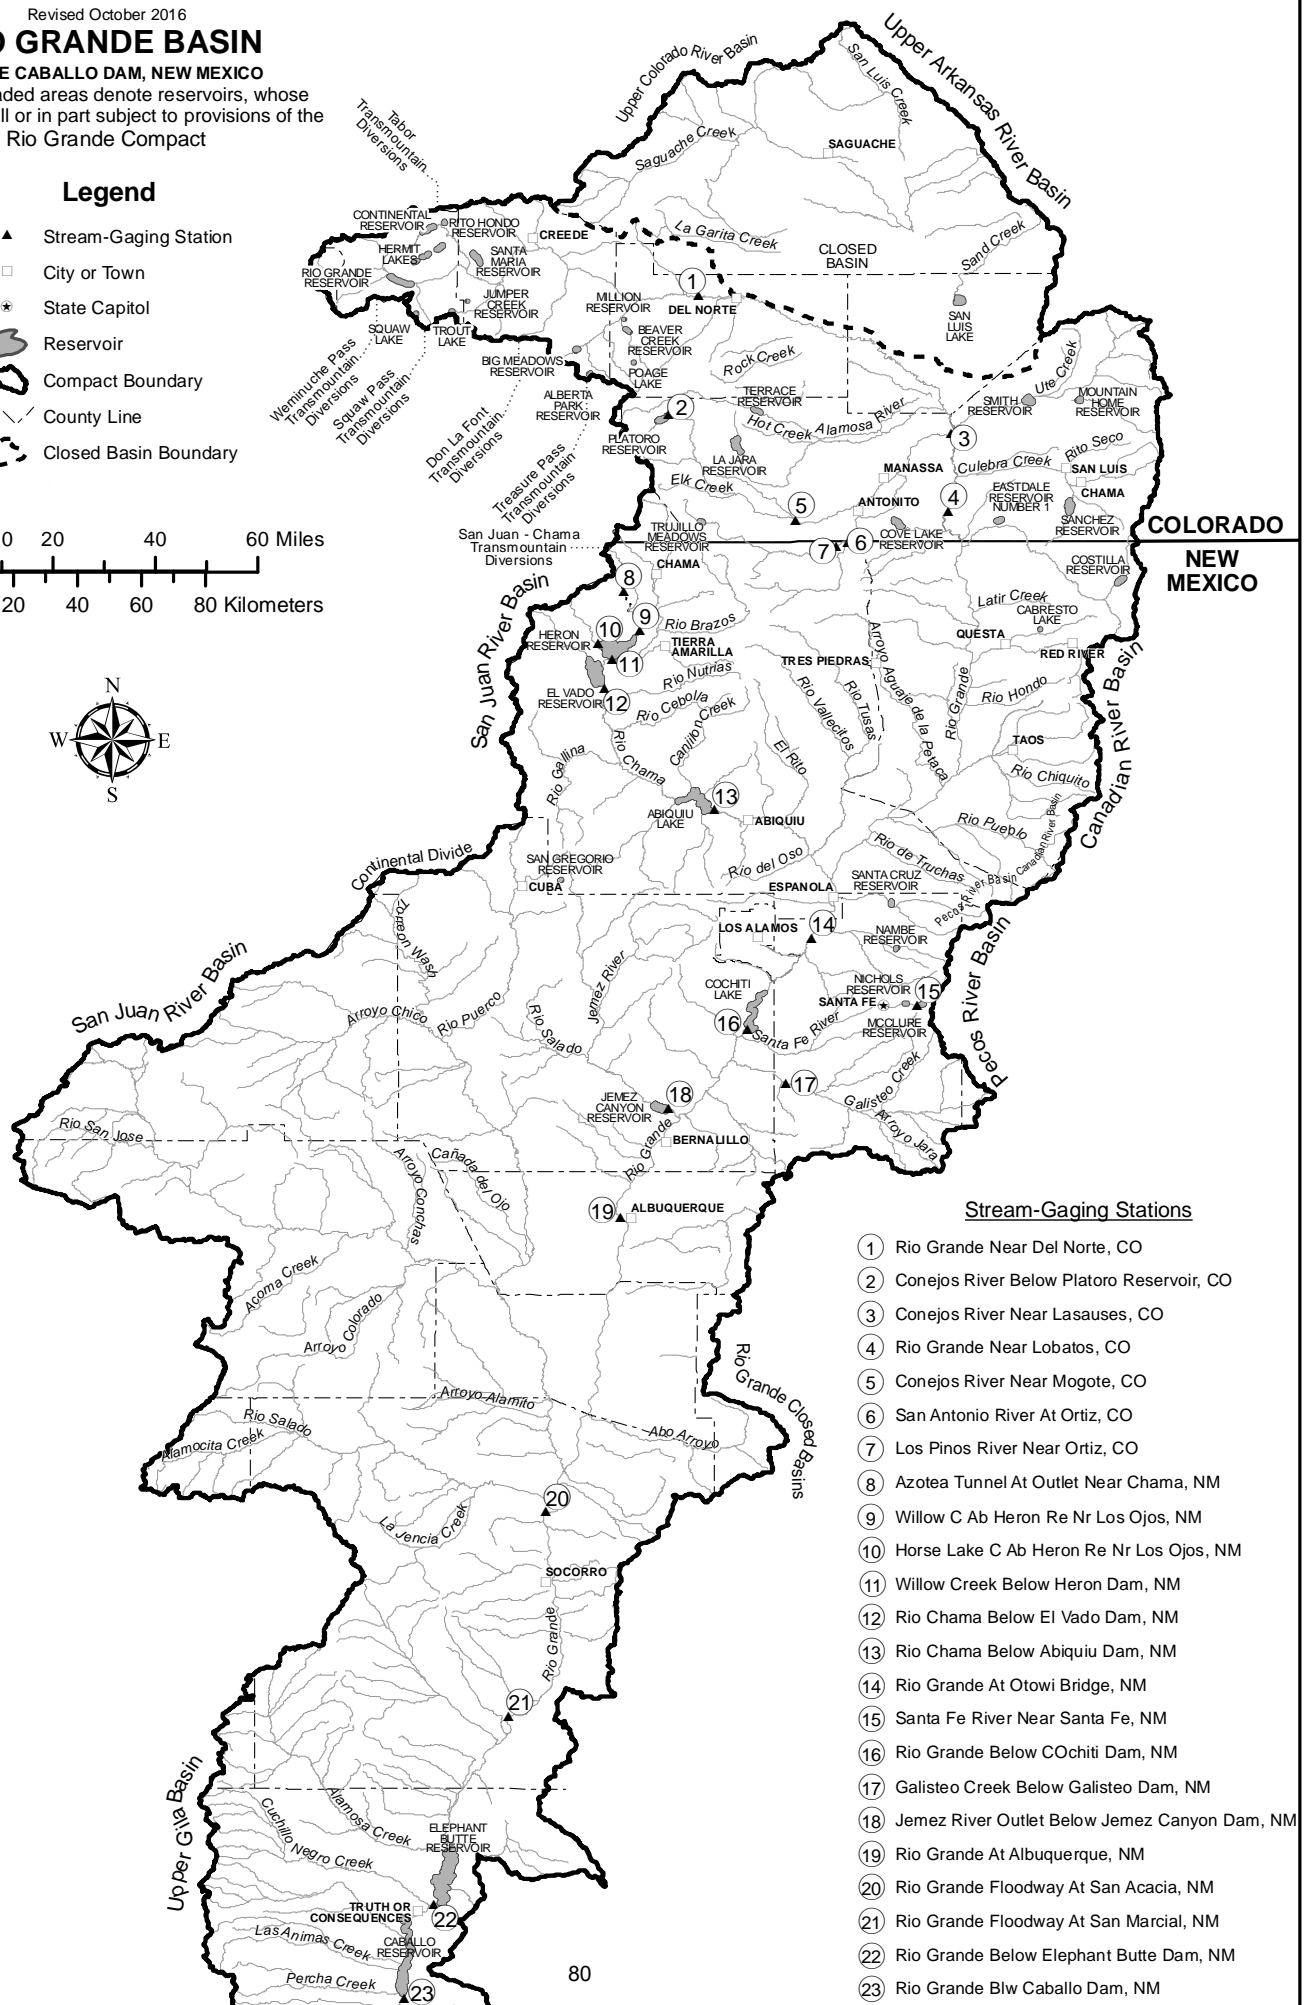 Revised October 2016
O GRANDE BASIN
E CABALLO DAM, NEW MEXICO
ded areas denote reservoirs, whose
ll or in part subject to provisions of the
Rio Grande Compact
Legend
Stream-Gaging Station
City or Town
State Capitol
Reservoir
Compact Boundary
County Line
Closed Basin Boundary
0 20 40 60 Miles
20 40 60 80 Kilometers
N
W E
S
Upper Colorado River Basin
Upper Arkansas River Basin
San Luis Creek
Saguache Creek
SAGUACHE
Tabor
Transmountain
Diversions
CONTINENTAL
RESERVOIR
RITO HONDO
RESERVOIR
CREEDE
La Garita Creek
CLOSED
BASIN
Sand Creek
HERMIT
LAKES
SANTA
MARIA
RESERVOIR
RIO GRANDE
RESERVOIR
JUMPER
CREEK
RESERVOIR
MILLION
RESERVOIR
1
DEL NORTE
SAN
LUIS
LAKE
SQUAW
LAKE
TROUT
LAKE
BEAVER
CREEK
RESERVOIR
BIG MEADOWS
RESERVOIR
POAGE
LAKE
Rock Creek
Ute Creek
Weminuche Pass
Transmountain
Diversions
Squaw Pass
Transmountain
Diversions
Don La Font
Transmountain
Diversions
Treasure Pass
Transmountain
Diversions
ALBERTA
PARK
RESERVOIR
TERRACE
RESERVOIR
SMITH
RESERVOIR
MOUNTAIN
HOME
RESERVOIR
2
PLATORO
RESERVOIR
Hot Creek
Alamosa River
3
LA JARA
RESERVOIR
Rito Seco
MANASSA
Culebra Creek
SAN LUIS
Elk Creek
CHAMA
EASTDALE
RESERVOIR
NUMBER 1
4
5
ANTONITO
SANCHEZ
RESERVOIR
TRUJILLO
MEADOWS
RESERVOIR
COVE LAKE
RESERVOIR
San Juan - Chama
Transmountain
Diversions
7
6
COLORADO
NEW
MEXICO
COSTILLA
RESERVOIR
CHAMA
8
San Juan River Basin
Latir Creek
CABRESTO
LAKE
9
10
Rio Brazos
HERON
RESERVOIR
TIERRA
AMARILLA
11
QUESTA
RED RIVER
TRES PIEDRAS
Rio Nutrias
EL VADO
RESERVOIR
12
Rio Cebolla
Canjilon Creek
Rio Vallecitos
Rio Tusas
Arroyo Aguaje de la Petaca
Rio Grande
Rio Hondo
TAOS
Rio Chiquito
Canadian River Basin
Rio Gallina
Rio Chama
El Rito
13
ABIQUIU
LAKE
ABIQUIU
Rio Pueblo
Rio del Oso
Rio de Truchas
Pecos River Basin
Canadian River Basin
Continental Divide
SAN GREGORIO
RESERVOIR
CUBA
ESPANOLA
SANTA CRUZ
RESERVOIR
LOS ALAMOS
14
NAMBE
RESERVOIR
Torreon Wash
San Juan River Basin
Arroyo Chico
Rio Puerco
Rio Salado
Jemez River
COCHITI
LAKE
NICHOLS
RESERVOIR
SANTA FE
15
MCCLURE
RESERVOIR
Pecos River Basin
16
Santa Fe River
17
Galisteo Creek
Arroyo Jara
JEMEZ
CANYON
RESERVOIR
18
Rio Grande
BERNALILLO
Rio San Jose
Arroyo Conchas
Cañada del Ojo
19
ALBUQUERQUE
Acoma Creek
Arroyo Colorado
Rio Grande Closed Basins
Arroyo Alamito
Abo Arroyo
Rio Salado
Alamocita Creek
La Jencia Creek
20
SOCORRO
Rio Grande
21
Upper Gila Basin
Alamosa Creek
Cuchillo Negro Creek
ELEPHANT
BUTTE
RESERVOIR
TRUTH OR
CONSEQUENCES
22
Las Animas Creek
CABALLO
RESERVOIR
Percha Creek
23
80
Stream-Gaging Stations
1 Rio Grande Near Del Norte, CO
2 Conejos River Below Platoro Reservoir, CO
3 Conejos River Near Lasauses, CO
4 Rio Grande Near Lobatos, CO
5 Conejos River Near Mogote, CO
6 San Antonio River At Ortiz, CO
7 Los Pinos River Near Ortiz, CO
8 Azotea Tunnel At Outlet Near Chama, NM
9 Willow C Ab Heron Re Nr Los Ojos, NM
10 Horse Lake C Ab Heron Re Nr Los Ojos, NM
11 Willow Creek Below Heron Dam, NM
12 Rio Chama Below El Vado Dam, NM
13 Rio Chama Below Abiquiu Dam, NM
14 Rio Grande At Otowi Bridge, NM
15 Santa Fe River Near Santa Fe, NM
16 Rio Grande Below COchiti Dam, NM
17 Galisteo Creek Below Galisteo Dam, NM
18 Jemez River Outlet Below Jemez Canyon Dam, NM
19 Rio Grande At Albuquerque, NM
20 Rio Grande Floodway At San Acacia, NM
21 Rio Grande Floodway At San Marcial, NM
22 Rio Grande Below Elephant Butte Dam, NM
23 Rio Grande Blw Caballo Dam, NM